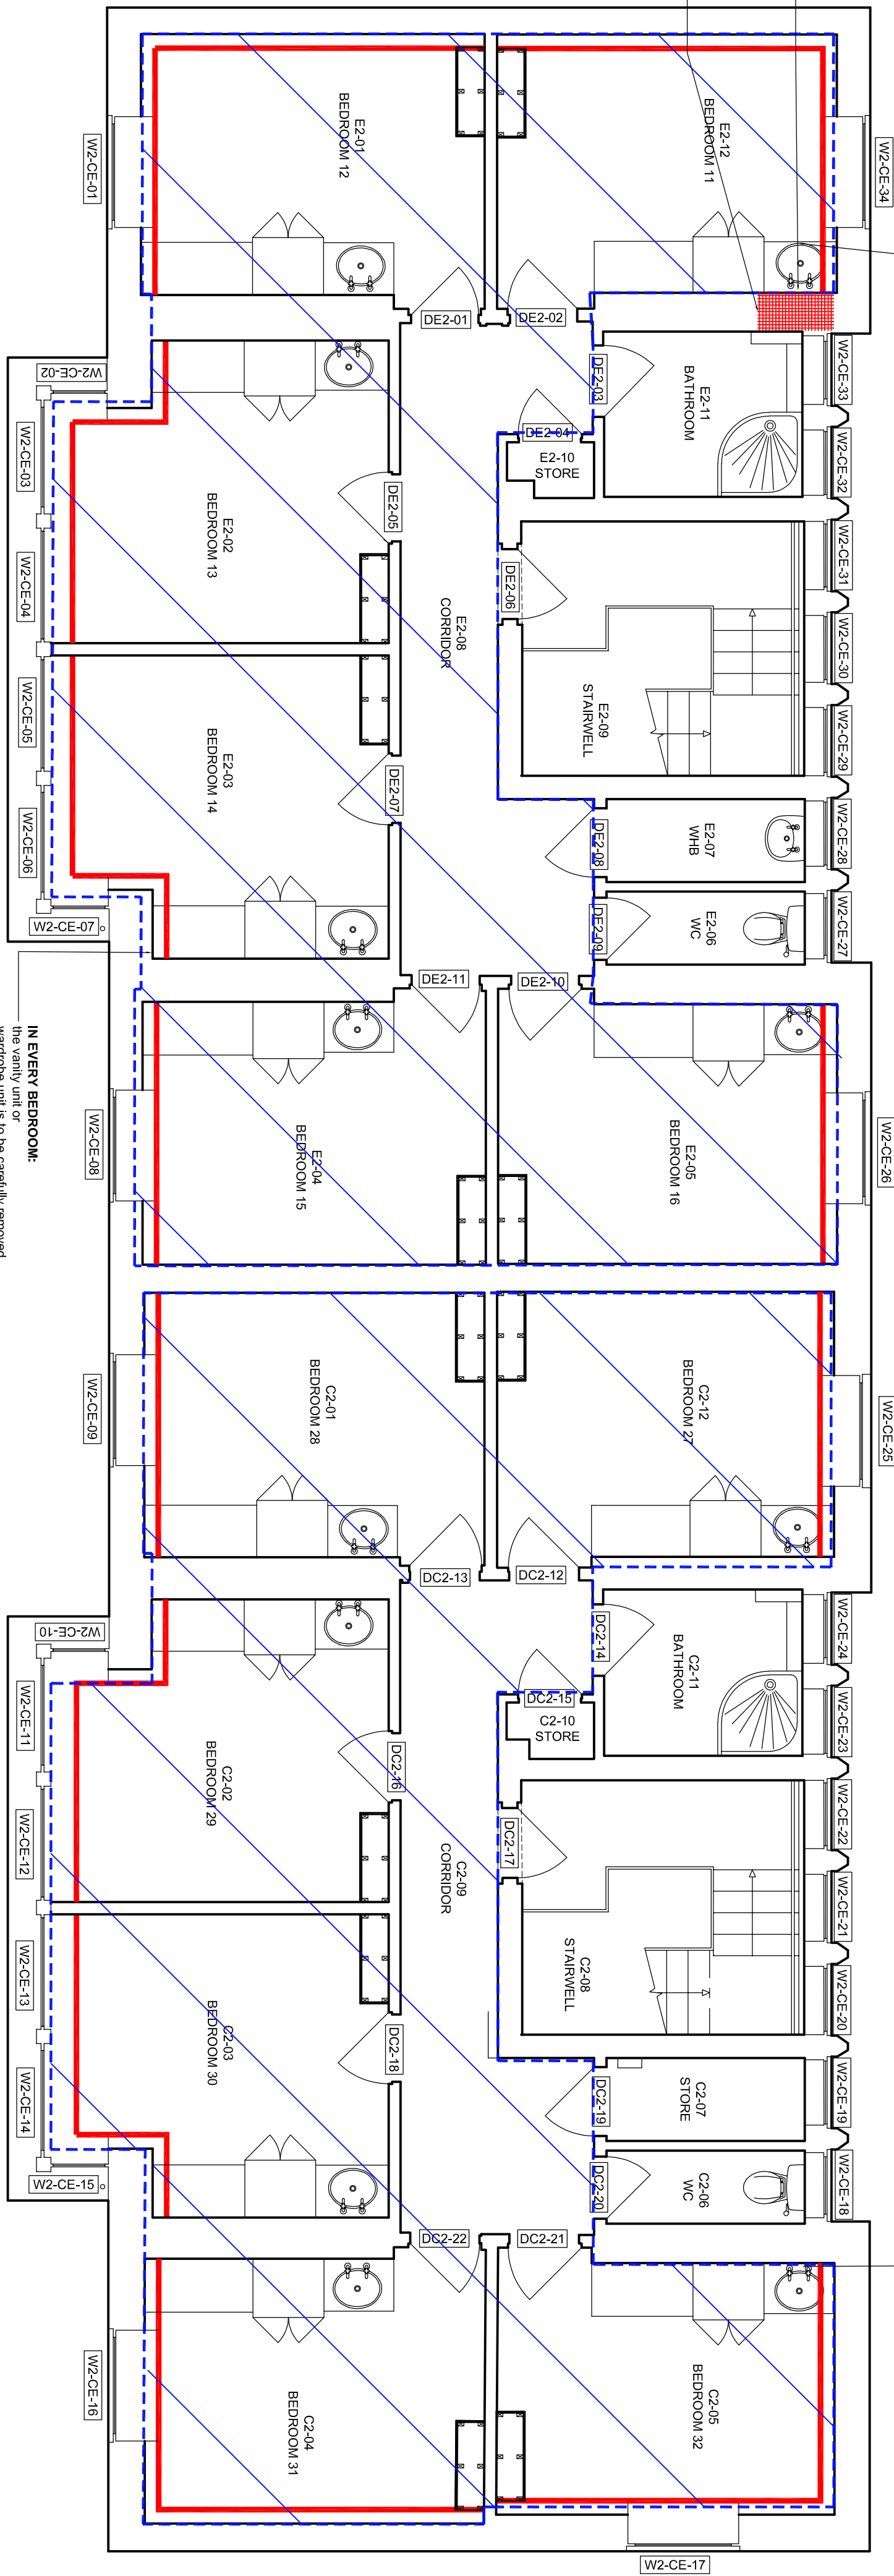 W2-CE-34
E2-12
BEDROOM 11
E2-01
BEDROOM 12
W2-CE-01
DE2-01
DE2-02
W2-CE-33
DE2-03
E2-11
BATHROOM
W2-CE-32
W2-CE-02
W2-CE-03
DE2-04
E2-10
STORE
DE2-05
E2-02
BEDROOM 13
W2-CE-31
DE2-06
W2-CE-04
W2-CE-30
E2-08
CORRIDOR
E2-09
STAIRWELL
W2-CE-29
W2-CE-05
E2-03
BEDROOM 14
DE2-07
W2-CE-06
DE2-08
E2-07
WHB
W2-CE-28
W2-CE-07
DE2-09
E2-06
WC
W2-CE-27
DE2-11
DE2-10
IN EVERY BEDROOM:
the vanity unit or
wardrobe unit is to be carefully removed
W2-CE-08
E2-04
BEDROOM 15
E2-05
BEDROOM 16
W2-CE-26
W2-CE-09
C2-01
BEDROOM 28
C2-12
BEDROOM 27
W2-CE-25
DC2-13
DC2-12
W2-CE-24
DC2-14
C2-11
BATHROOM
W2-CE-23
W2-CE-10
W2-CE-11
DC2-15
C2-10
STORE
DC2-16
C2-02
BEDROOM 29
W2-CE-22
DC2-17
W2-CE-12
W2-CE-21
C2-09
CORRIDOR
C2-08
STAIRWELL
W2-CE-20
W2-CE-13
C2-03
BEDROOM 30
DC2-18
W2-CE-14
DC2-19
C2-07
STORE
W2-CE-19
W2-CE-15
DC2-20
C2-06
WC
W2-CE-18
DC2-22
DC2-21
W2-CE-16
C2-04
BEDROOM 31
C2-05
BEDROOM 32
W2-CE-17